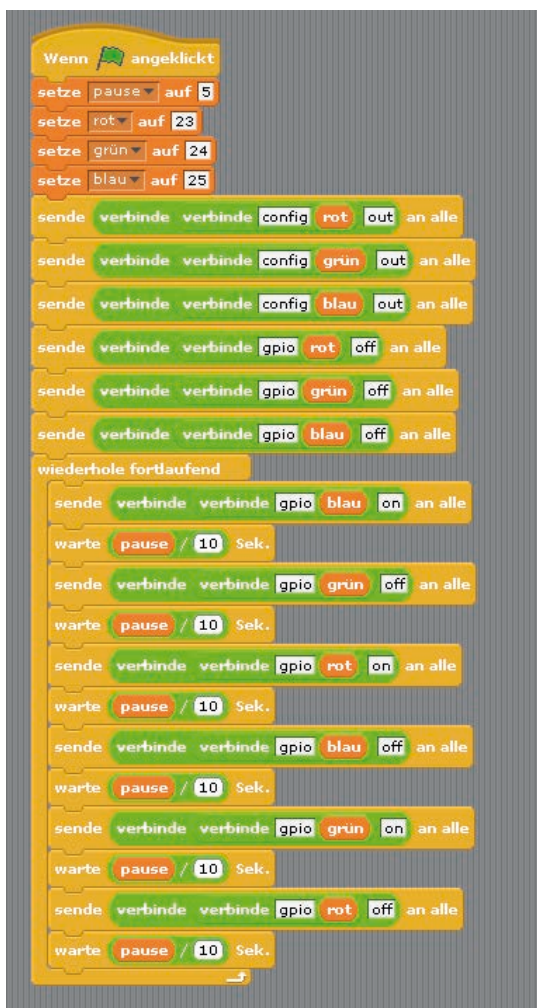 Wenn angeklickt
setze pause auf 5
setze rot auf 23
setze grün auf 24
setze blau auf 25
sende verbinde verbinde config rot out an alle
sende verbinde verbinde config grün out an alle
sende verbinde verbinde config blau out an alle
sende verbinde verbinde gpio rot off an alle
sende verbinde verbinde gpio grün off an alle
sende verbinde verbinde gpio blau off an alle
wiederhole fortlaufend
sende verbinde verbinde gpio blau on an alle
warte pause / 10 Sek.
sende verbinde verbinde gpio grün off an alle
warte pause / 10 Sek.
sende verbinde verbinde gpio rot on an alle
warte pause / 10 Sek.
sende verbinde verbinde gpio blau off an alle
warte pause / 10 Sek.
sende verbinde verbinde gpio grün on an alle
warte pause / 10 Sek.
sende verbinde verbinde gpio rot off an alle
warte pause / 10 Sek.